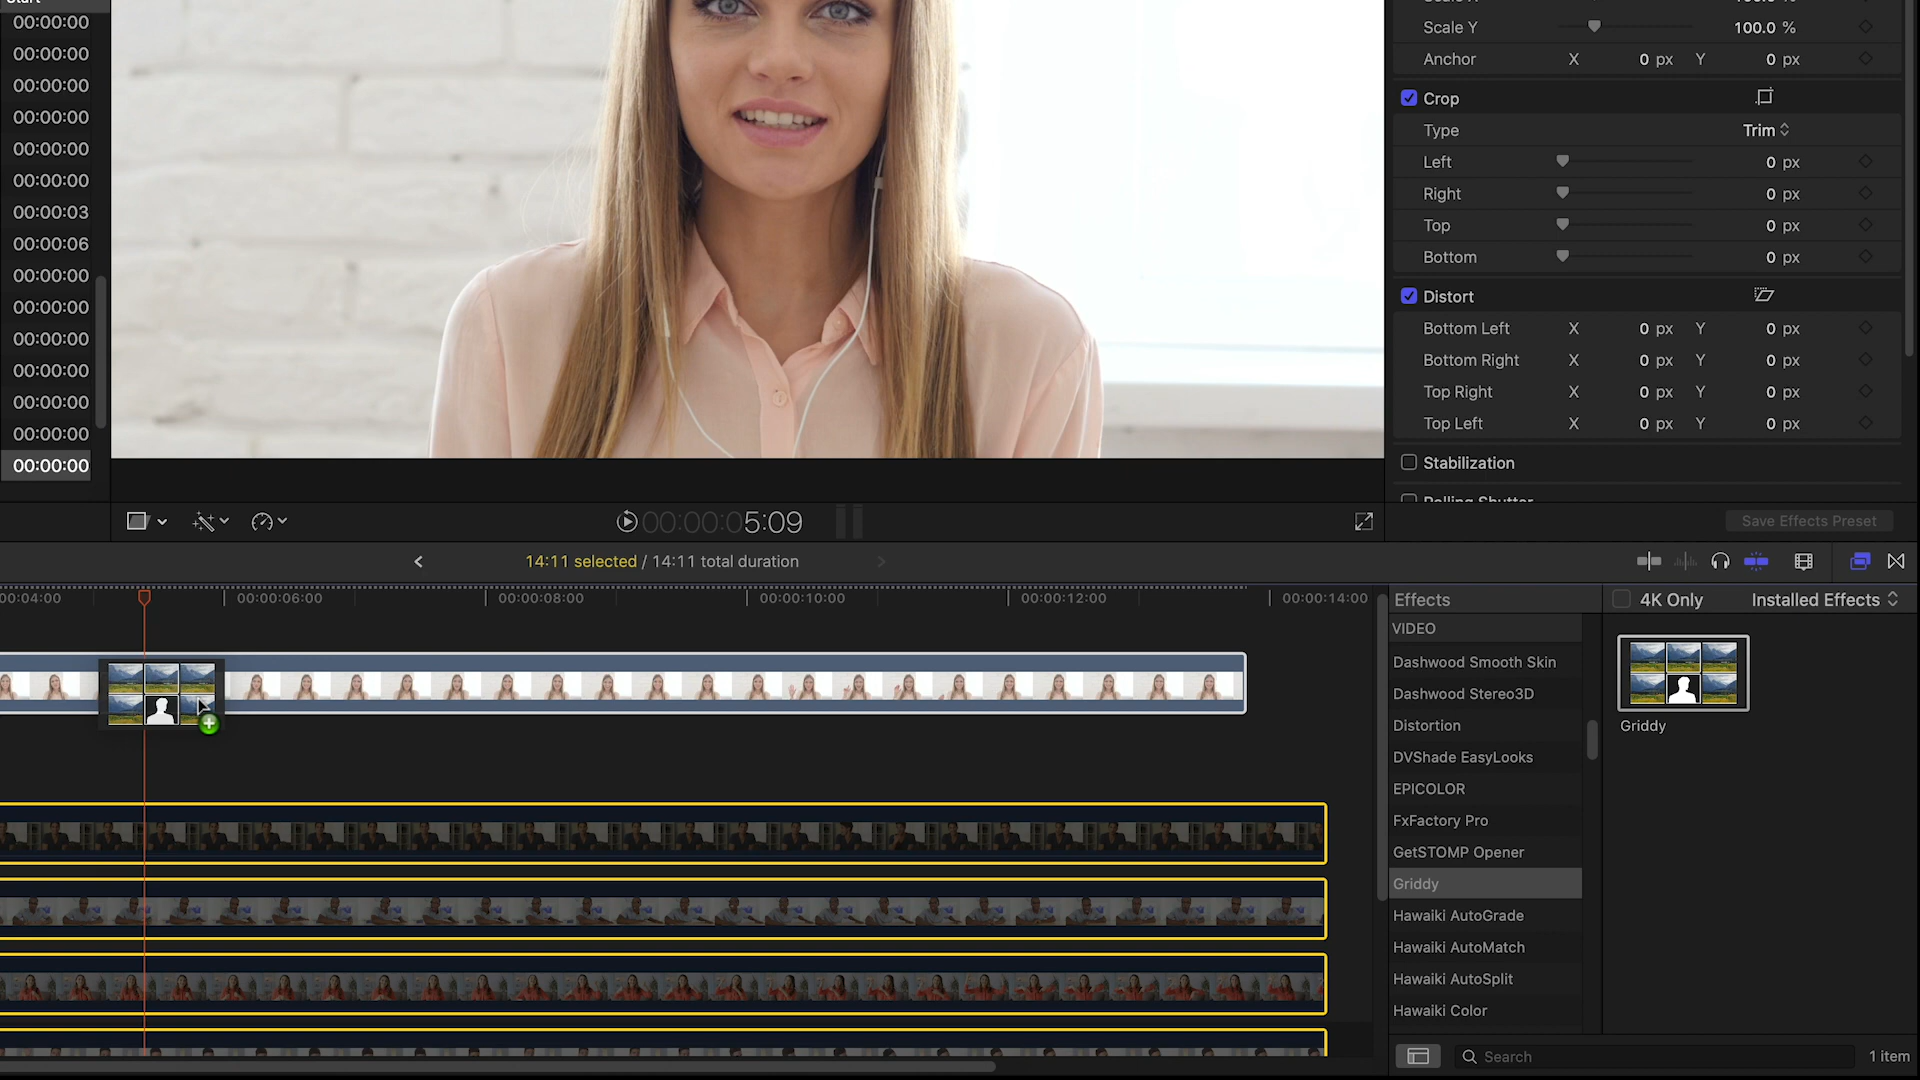 00:00:00
00:00:00
00:00:00
00:00:00
00:00:00
00:00:00
00:00:03
00:00:06
00:00:00
00:00:00
00:00:00
00:00:00
00:00:00
00:00:00
00:00:00
Scale Y 100.0 %
Anchor X 0 px Y 0 px
Crop
Type Trim
Left 0 px
Right 0 px
Top 0 px
Bottom 0 px
Distort
Bottom Left X 0 px Y 0 px
Bottom Right X 0 px Y 0 px
Top Right X 0 px Y 0 px
Top Left X 0 px Y 0 px
Stabilization
Rolling Shutter
00:00:05:09
Save Effects Preset
14:11 selected / 14:11 total duration
00:04:00 00:00:06:00 00:00:08:00 00:00:10:00 00:00:12:00 00:00:14:00
Effects
4K Only Installed Effects
VIDEO
Dashwood Smooth Skin
Dashwood Stereo3D
Distortion
DVShade EasyLooks
EPICOLOR
FxFactory Pro
GetSTOMP Opener
Griddy
Hawaiki AutoGrade
Hawaiki AutoMatch
Hawaiki AutoSplit
Hawaiki Color
Griddy
Search
1 item